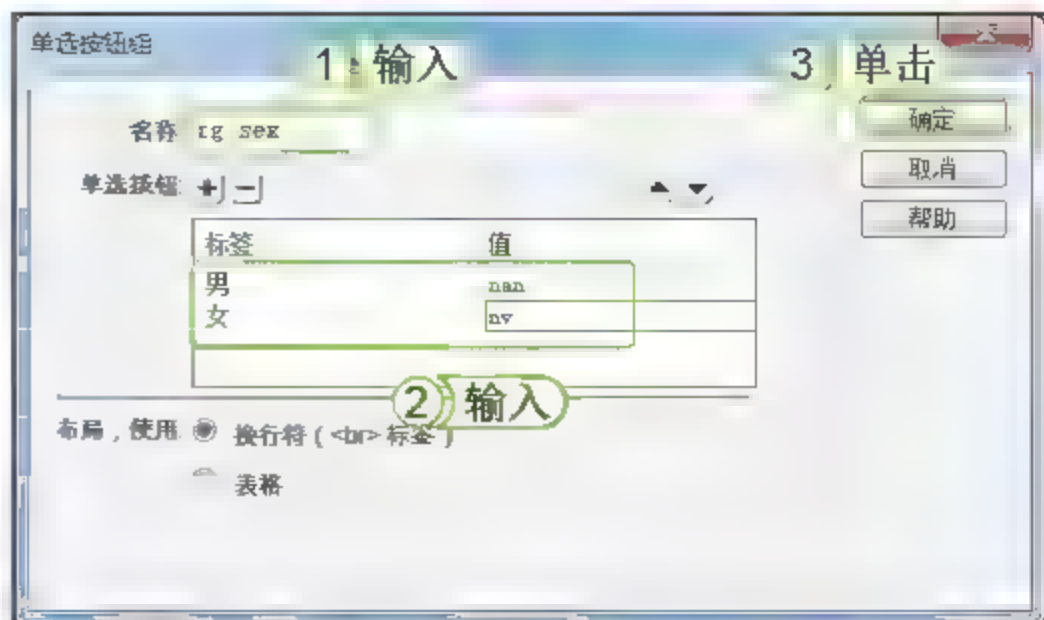 单选按钮组
1 输入
3 单击
名称 rg sex
确定
单选按钮:
取消
帮助
标签 值
男 nan
女 nv
2 输入
布局,使用: 换行符(<br>标签)
表格